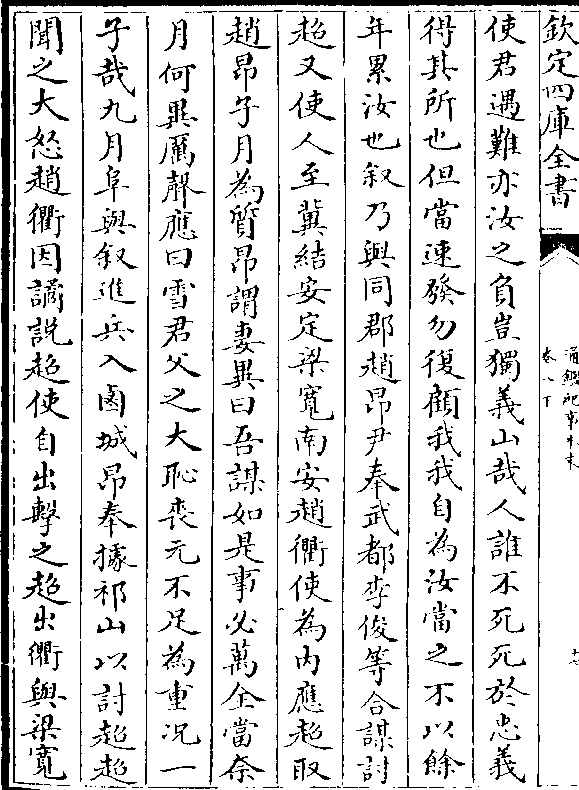 欽定四庫全書
通鑑紀事本末
卷八下
使君遇難亦汝之負豈獨義山哉人誰不死死於忠義
得其所也但當速發勿復顧我我自為汝當之不以餘
年累汝也叙乃與同郡趙昂尹奉武都李俊等合謀討
超又使人至冀結安定梁寛南安趙衢使為内應超取
趙昂子月為質昂謂妻異曰吾謀如是事必萬全當奈
月何異厲聲應曰雪君父之大恥喪元不足為重况一
子哉九月阜與叙進兵入鹵城昂奉據祁山以討超超
聞之大怒趙衢因譎説超使自出擊之超出衢與梁寛